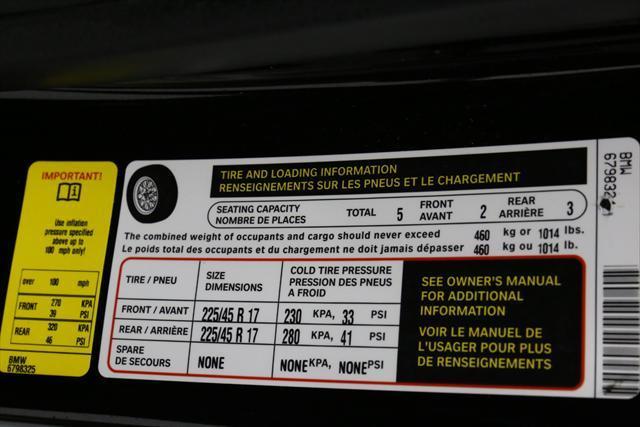 IMPORTANT!
Use inflation
pressure specified
above up to
100 mph only!
over 100 mph
FRONT 270 KPA
39 PSI
REAR 320 KPA
46 PSI
BMW
6798325
TIRE AND LOADING INFORMATION
RENSEIGNEMENTS SUR LES PNEUS ET LE CHARGEMENT
SEATING CAPACITY
NOMBRE DE PLACES
TOTAL 5 FRONT
AVANT 2 REAR
ARRIÈRE 3
The combined weight of occupants and cargo should never exceed 460 kg or 1014 lbs.
Le poids total des occupants et du chargement ne doit jamais dépasser 460 kg ou 1014 lb.
TIRE / PNEU
SIZE
DIMENSIONS
COLD TIRE PRESSURE
PRESSION DES PNEUS
A FROID
FRONT / AVANT 225/45 R 17 230 KPA, 33 PSI
REAR / ARRIÈRE 225/45 R 17 280 KPA, 41 PSI
SPARE
DE SECOURS NONE NONE KPA, NONE PSI
SEE OWNER'S MANUAL
FOR ADDITIONAL
INFORMATION
VOIR LE MANUEL DE
L'USAGER POUR PLUS
DE RENSEIGNEMENTS
BMW